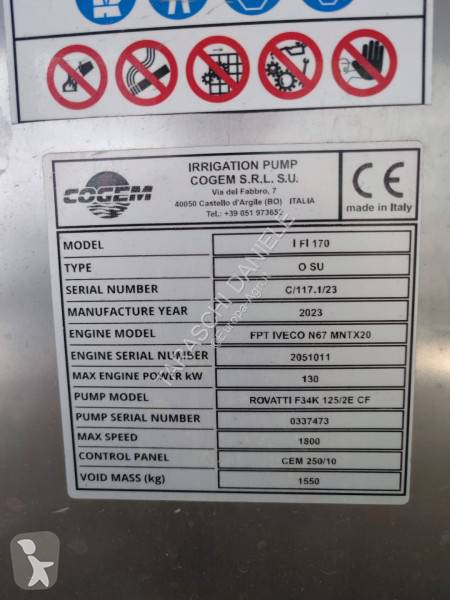 IRRIGATION PUMP
COGEM S.R.L. S.U.
Via del Fabbro, 7
40050 Castello d'Argile (BO) ITALIA
Tel.: +39 051 973652
COGEM
CE
made in Italy
MODEL I FI 170
TYPE O SU
SERIAL NUMBER C/117.1/23
MANUFACTURE YEAR 2023
ENGINE MODEL FPT IVECO N67 MNTX20
ENGINE SERIAL NUMBER 2051011
MAX ENGINE POWER kW 130
PUMP MODEL ROVATTI F34K 125/2E CF
PUMP SERIAL NUMBER 0337473
MAX SPEED 1800
CONTROL PANEL CEM 250/10
VOID MASS (kg) 1550
PARASCHI DANIELE